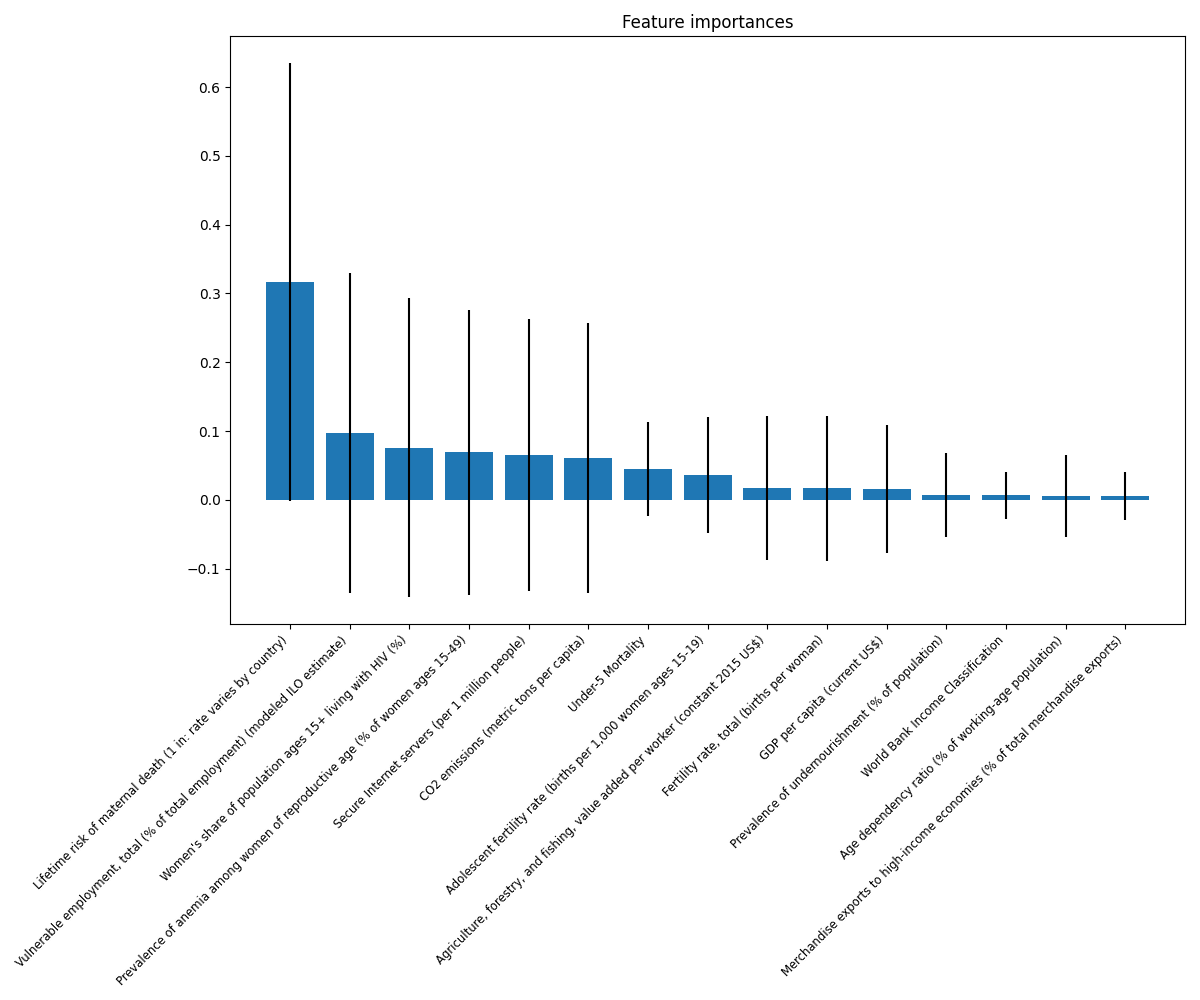 Feature importances
0.6
0.5
0.4
0.3
0.2
0.1
0.0
−0.1
Lifetime risk of maternal death (1 in: rate varies by country)
Vulnerable employment, total (% of total employment) (modeled ILO estimate)
Women's share of population ages 15+ living with HIV (%)
Prevalence of anemia among women of reproductive age (% of women ages 15-49)
Secure Internet servers (per 1 million people)
CO2 emissions (metric tons per capita)
Under-5 Mortality
Adolescent fertility rate (births per 1,000 women ages 15-19)
Agriculture, forestry, and fishing, value added per worker (constant 2015 US$)
Fertility rate, total (births per woman)
GDP per capita (current US$)
Prevalence of undernourishment (% of population)
World Bank Income Classification
Age dependency ratio (% of working-age population)
Merchandise exports to high-income economies (% of total merchandise exports)